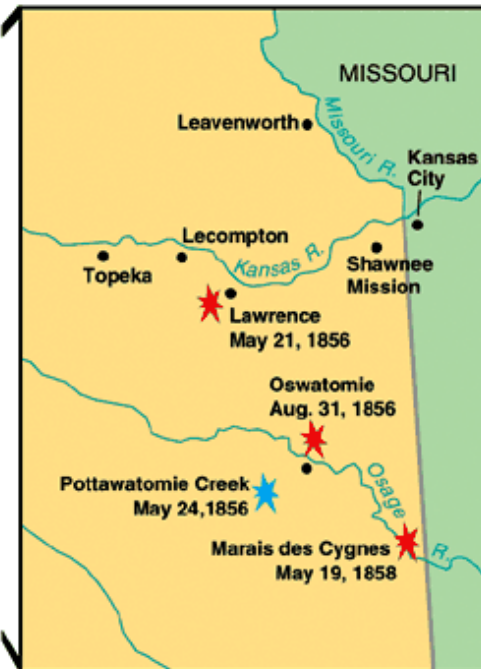 MISSOURI
Leavenworth
Missouri R.
Kansas
City
Lecompton
Kansas R.
Topeka
Shawnee
Mission
Lawrence
May 21, 1856
Oswatomie
Aug. 31, 1856
Pottawatomie Creek
May 24,1856
Osage
R.
Marais des Cygnes
May 19, 1858